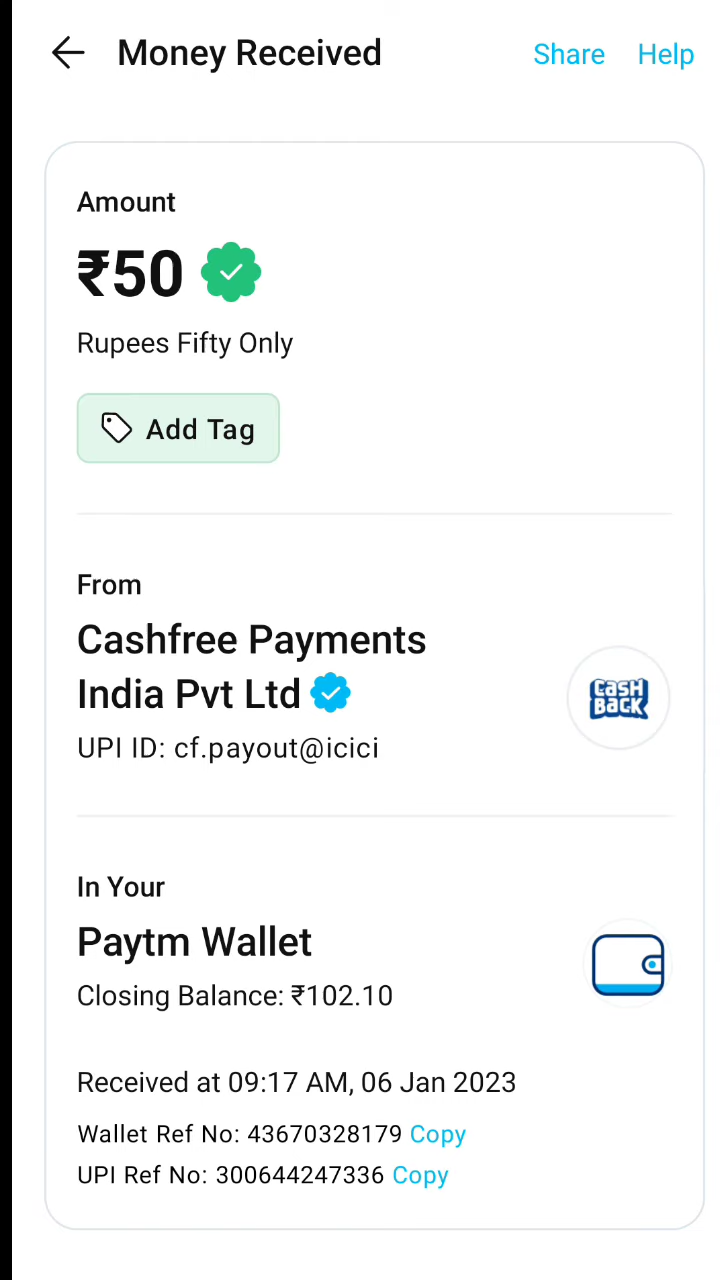 Money Received
Share
Help
Amount
₹50
Rupees Fifty Only
Add Tag
From
Cashfree Payments
India Pvt Ltd
CASH
BACK
UPI ID: cf.payout@icici
In Your
Paytm Wallet
Closing Balance: ₹102.10
Received at 09:17 AM, 06 Jan 2023
Wallet Ref No: 43670328179 Copy
UPI Ref No: 300644247336 Copy